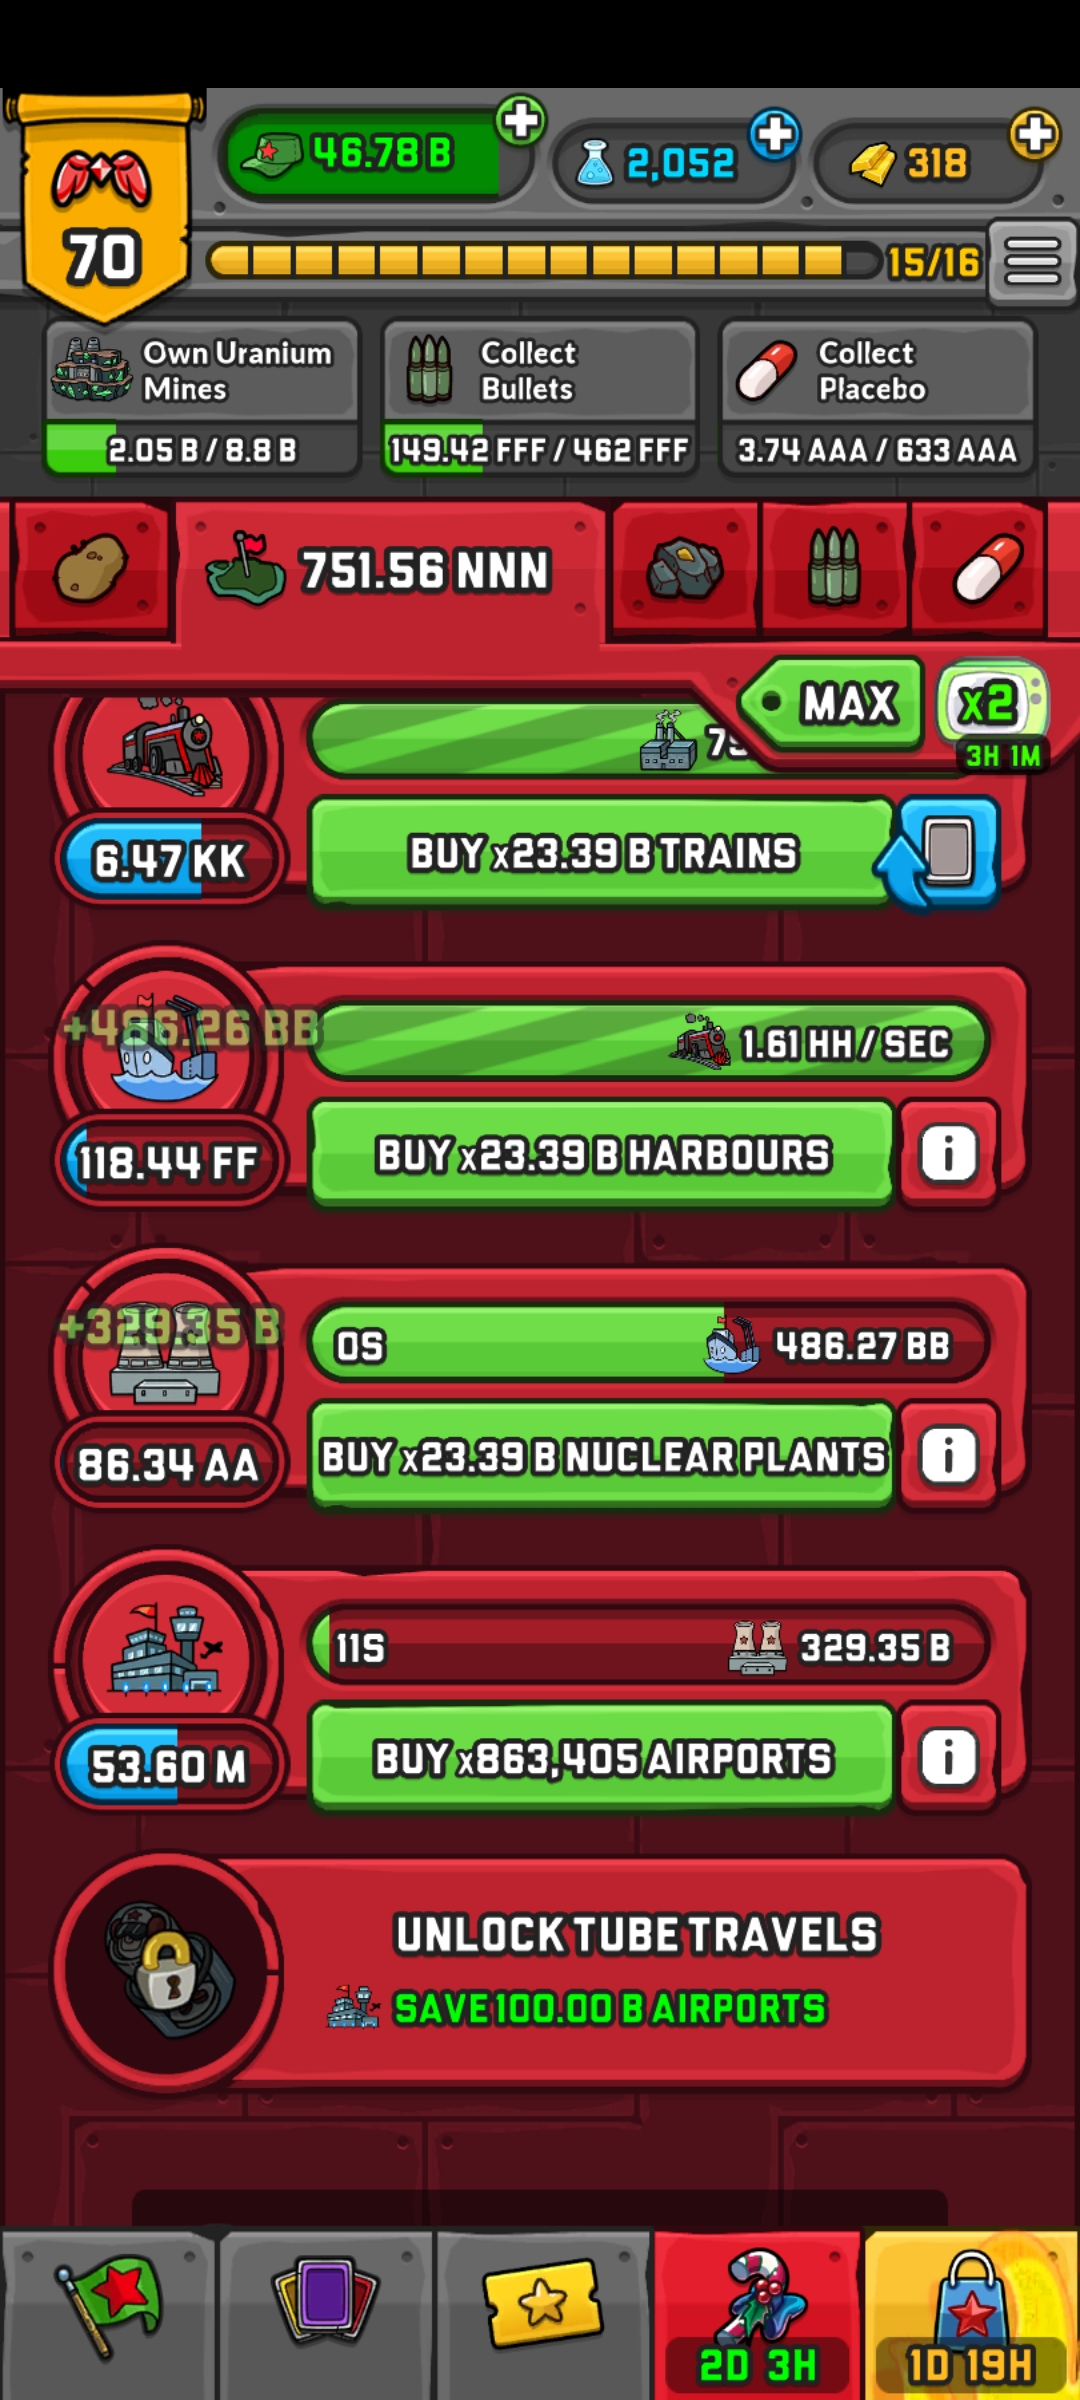 46.78 B
2,052
318
70
15/16
Own Uranium
Mines
2.05 B / 8.8 B
Collect
Bullets
149.42 FFF / 462 FFF
Collect
Placebo
3.74 AAA / 633 AAA
751.56 NNN
MAX
x2
3H 1M
6.47 KK
BUY x23.39 B TRAINS
+486.26 BB
1.61 HH / SEC
118.44 FF
BUY x23.39 B HARBOURS
i
+329.35 B
0S
486.27 BB
86.34 AA
BUY x23.39 B NUCLEAR PLANTS
i
11S
329.35 B
53.60 M
BUY x863,405 AIRPORTS
i
UNLOCK TUBE TRAVELS
SAVE 100.00 B AIRPORTS
2D 3H
1D 19H